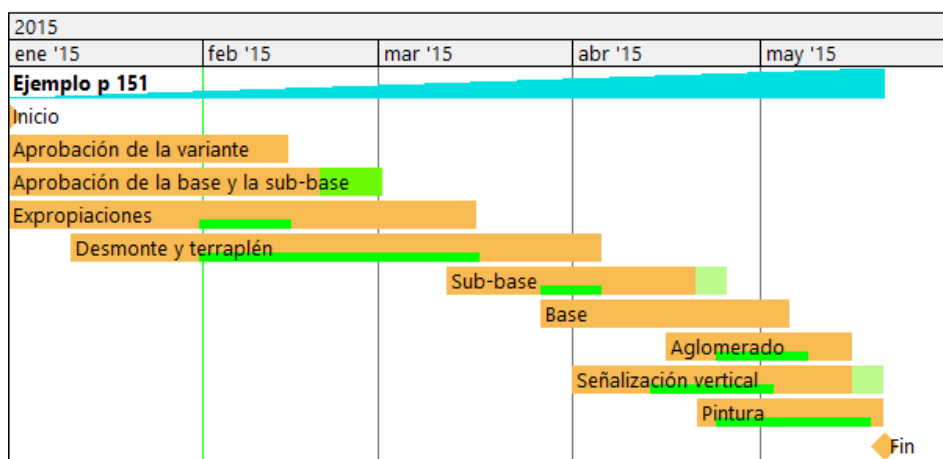 2015
ene '15 feb '15 mar '15 abr '15 may '15
Ejemplo p 151
Inicio
Aprobación de la variante
Aprobación de la base y la sub-base
Expropiaciones
Desmonte y terraplén
Sub-base
Base
Aglomerado
Señalización vertical
Pintura
Fin